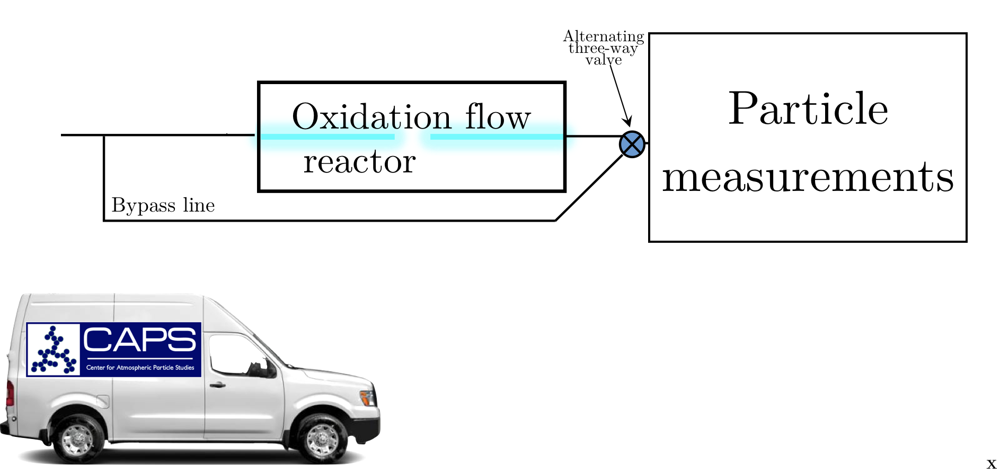 Alternating
three-way
valve
Oxidation flow
reactor
Particle
measurements
Bypass line
CAPS
Center for Atmospheric Particle Studies
x